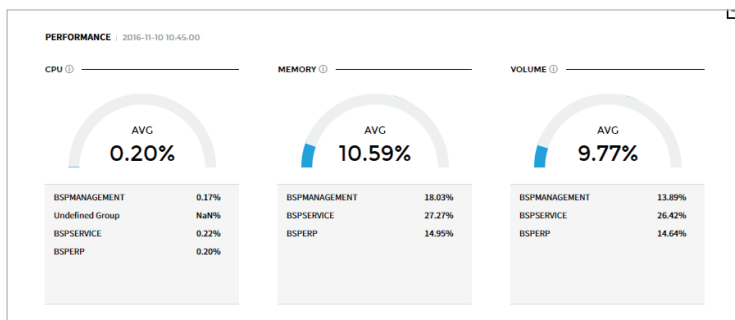 PERFORMANCE | 2016-11-10 10:45:00
CPU ⓘ
AVG
0.20%
BSPMANAGEMENT 0.17%
Undefined Group NaN%
BSPSERVICE 0.22%
BSPERP 0.20%
MEMORY ⓘ
AVG
10.59%
BSPMANAGEMENT 18.03%
BSPSERVICE 27.27%
BSPERP 14.95%
VOLUME ⓘ
AVG
9.77%
BSPMANAGEMENT 13.89%
BSPSERVICE 26.42%
BSPERP 14.64%